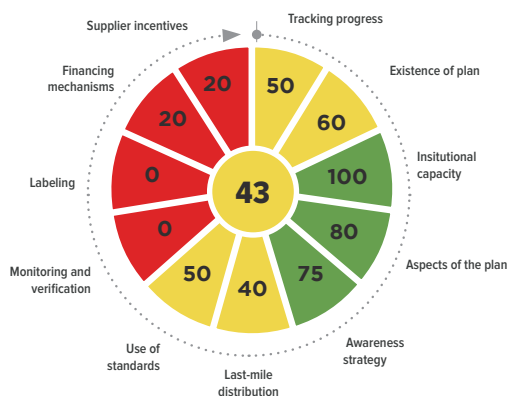 Tracking progress
50
Existence of plan
60
Insitutional
capacity
100
Aspects of the plan
80
Awareness
strategy
75
Last-mile
distribution
40
Use of
standards
50
Monitoring and
verification
0
Labeling
0
Financing
mechanisms
20
Supplier incentives
20
43